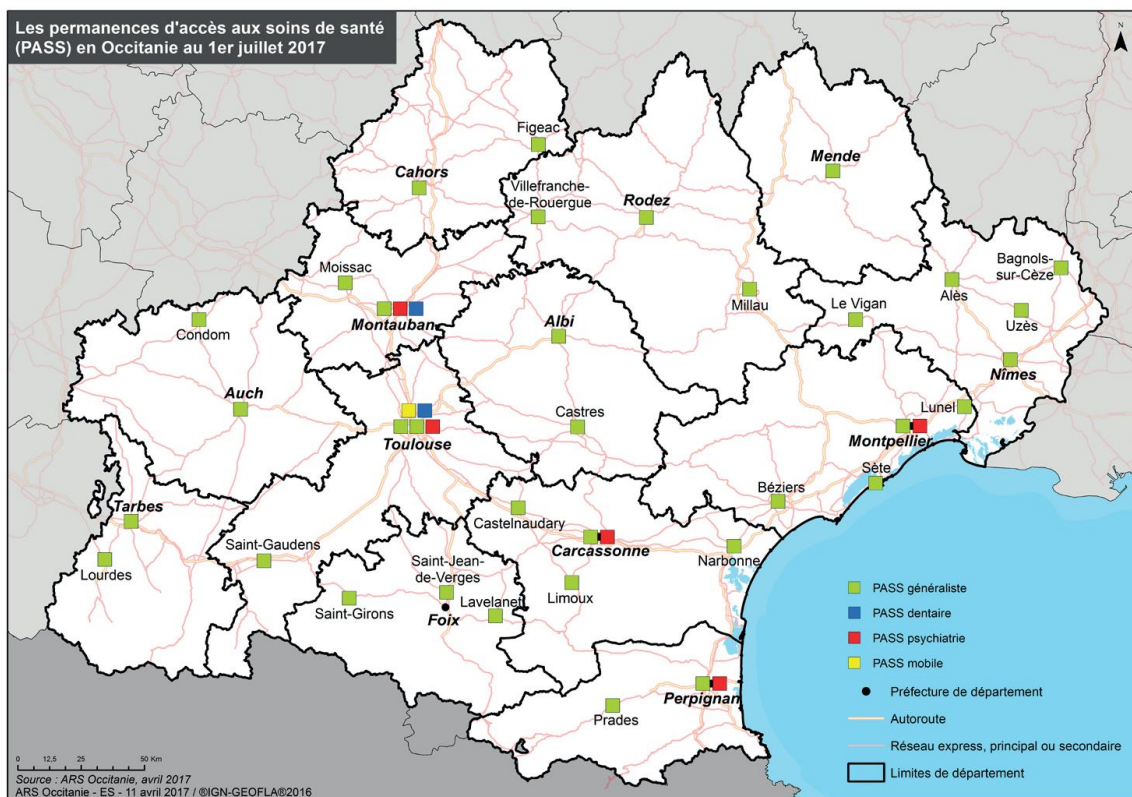 Les permanences d'accès aux soins de santé
(PASS) en Occitanie au 1er juillet 2017
N
Figeac
Cahors
Villefranche-
de-Rouergue
Rodez
Mende
Moissac
Montauban
Condom
Albi
Millau
Le Vigan
Alès
Bagnols-
sur-Cèze
Uzès
Nîmes
Auch
Toulouse
Castres
Lunel
Montpellier
Sète
Béziers
Tarbes
Lourdes
Saint-Gaudens
Castelnaudary
Carcassonne
Narbonne
Saint-Jean-
de-Verges
Saint-Girons
Foix
Lavelanet
Limoux
Perpignan
Prades
PASS généraliste
PASS dentaire
PASS psychiatrie
PASS mobile
Préfecture de département
Autoroute
Réseau express, principal ou secondaire
Limites de département
0 12,5 25 50 Km
Source : ARS Occitanie, avril 2017
ARS Occitanie - ES - 11 avril 2017 / ®IGN-GEOFLA®2016